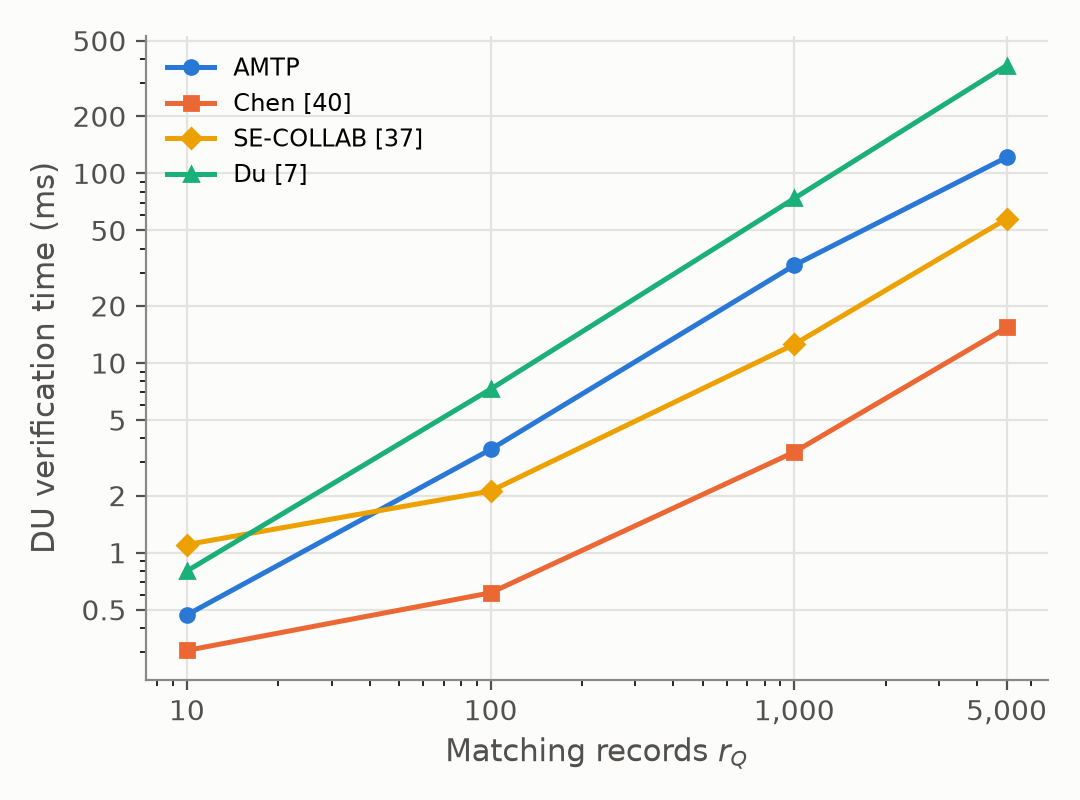 500
200
100
50
20
10
5
2
1
0.5
DU verification time (ms)
AMTP
Chen [40]
SE-COLLAB [37]
Du [7]
10 100 1,000 5,000
Matching records r_Q